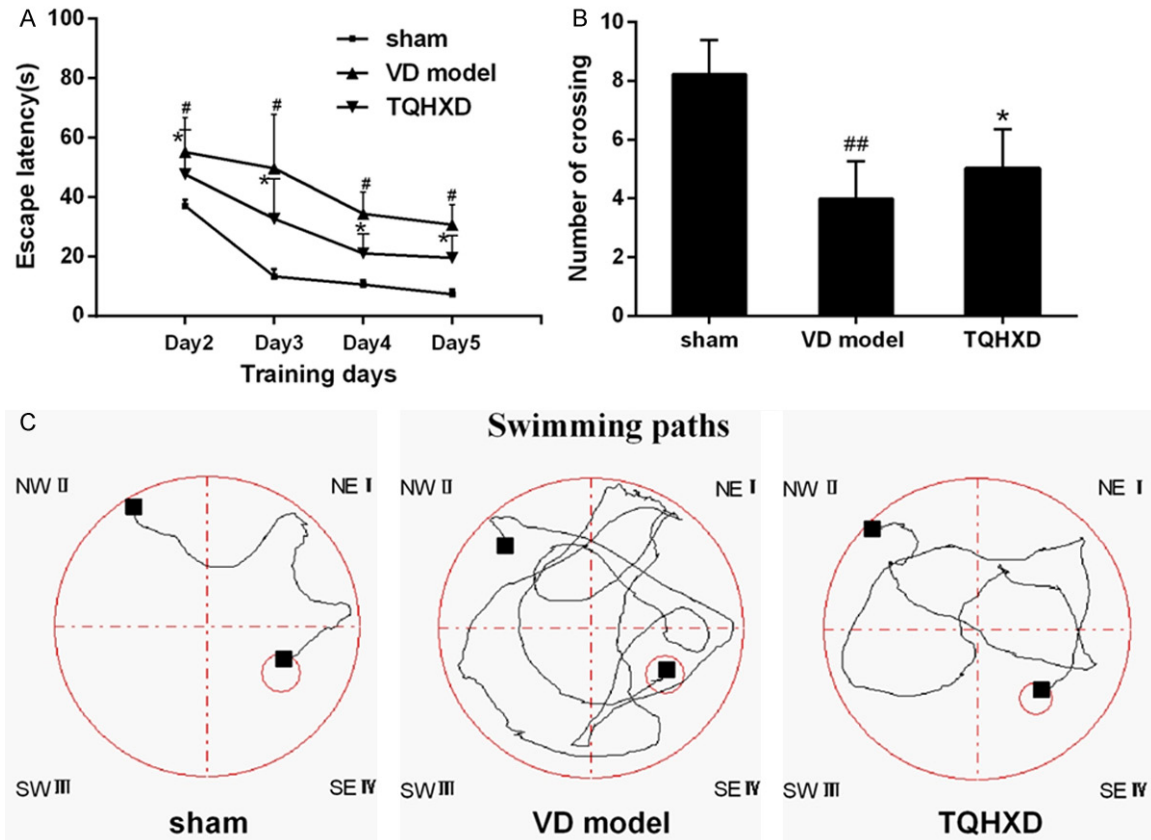 A
100
80
60
40
20
0
Escape latency(s)
sham
VD model
TQHXD
# # # #
* * * *
Day2 Day3 Day4 Day5
Training days
B
10
8
6
4
2
0
Number of crossing
##
*
sham VD model TQHXD
C
Swimming paths
NW II NE I
SW III SE IV
sham
NW II NE I
SW III SE IV
VD model
NW II NE I
SW III SE IV
TQHXD